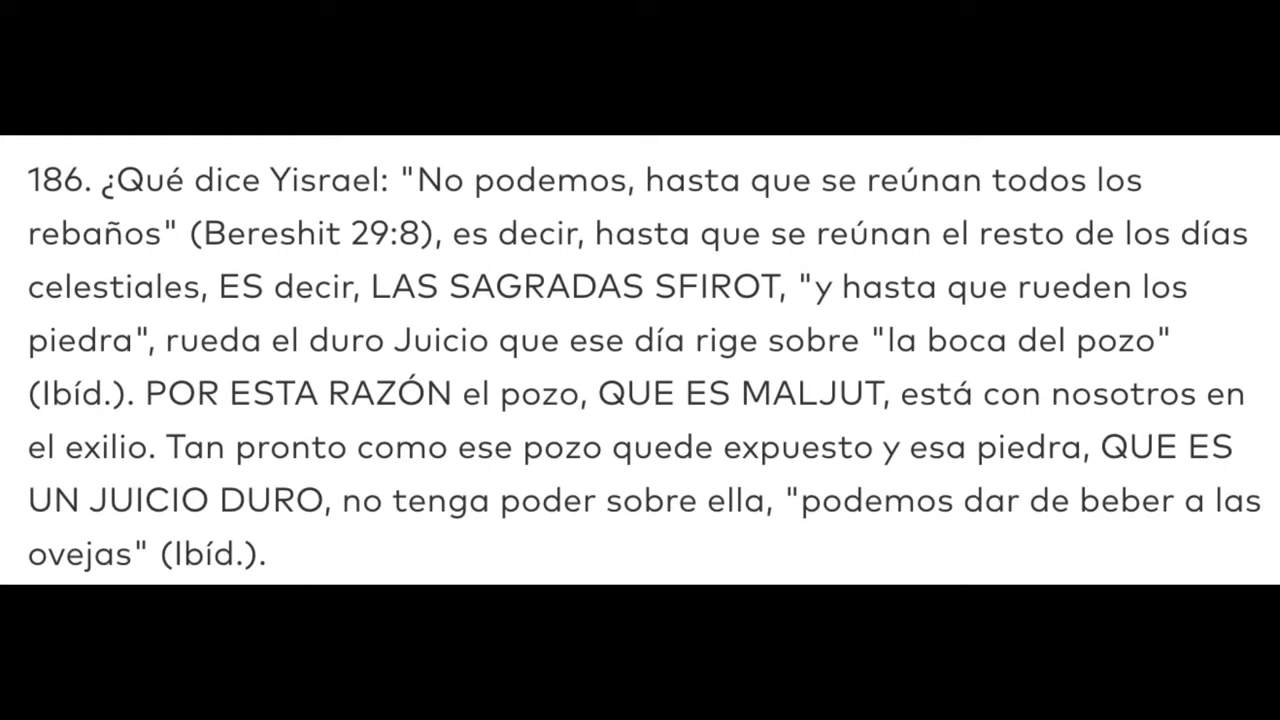 186. ¿Qué dice Yisrael: "No podemos, hasta que se reúnan todos los
rebaños" (Bereshit 29:8), es decir, hasta que se reúnan el resto de los días
celestiales, ES decir, LAS SAGRADAS SFIROT, "y hasta que rueden los
piedra", rueda el duro Juicio que ese día rige sobre "la boca del pozo"
(Ibíd.). POR ESTA RAZÓN el pozo, QUE ES MALJUT, está con nosotros en
el exilio. Tan pronto como ese pozo quede expuesto y esa piedra, QUE ES
UN JUICIO DURO, no tenga poder sobre ella, "podemos dar de beber a las
ovejas" (Ibíd.).